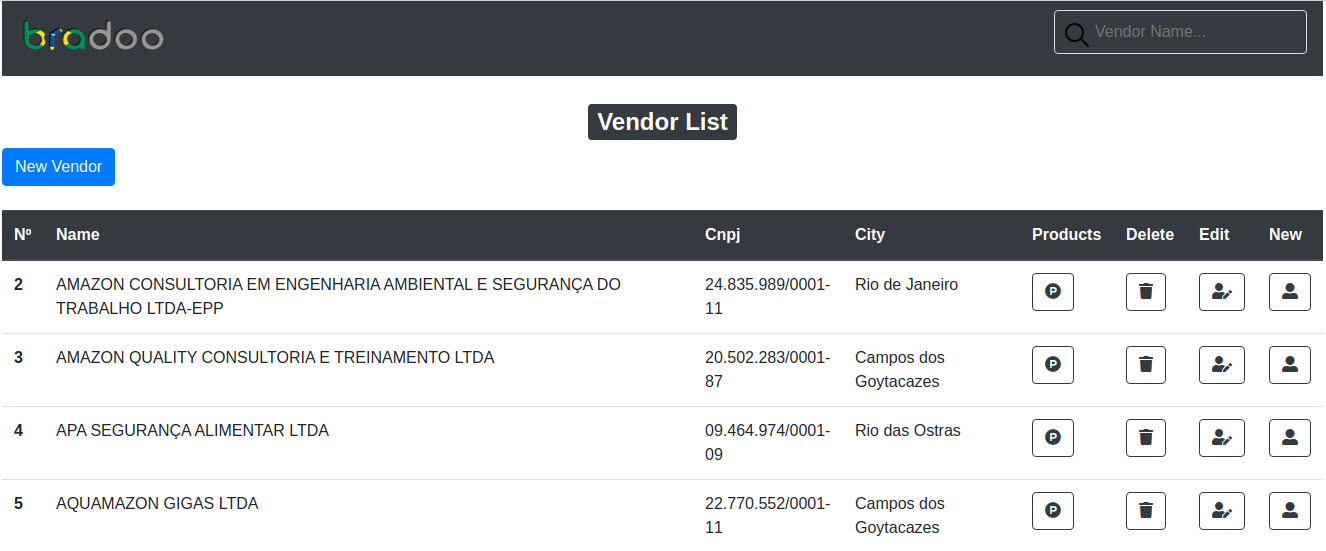 bradoo
Vendor Name...
Vendor List
New Vendor
Nº Name Cnpj City Products Delete Edit New
2 AMAZON CONSULTORIA EM ENGENHARIA AMBIENTAL E SEGURANÇA DO 24.835.989/0001- Rio de Janeiro P
TRABALHO LTDA-EPP 11
3 AMAZON QUALITY CONSULTORIA E TREINAMENTO LTDA 20.502.283/0001- Campos dos P
87 Goytacazes
4 APA SEGURANÇA ALIMENTAR LTDA 09.464.974/0001- Rio das Ostras P
09
5 AQUAMAZON GIGAS LTDA 22.770.552/0001- Campos dos P
11 Goytacazes